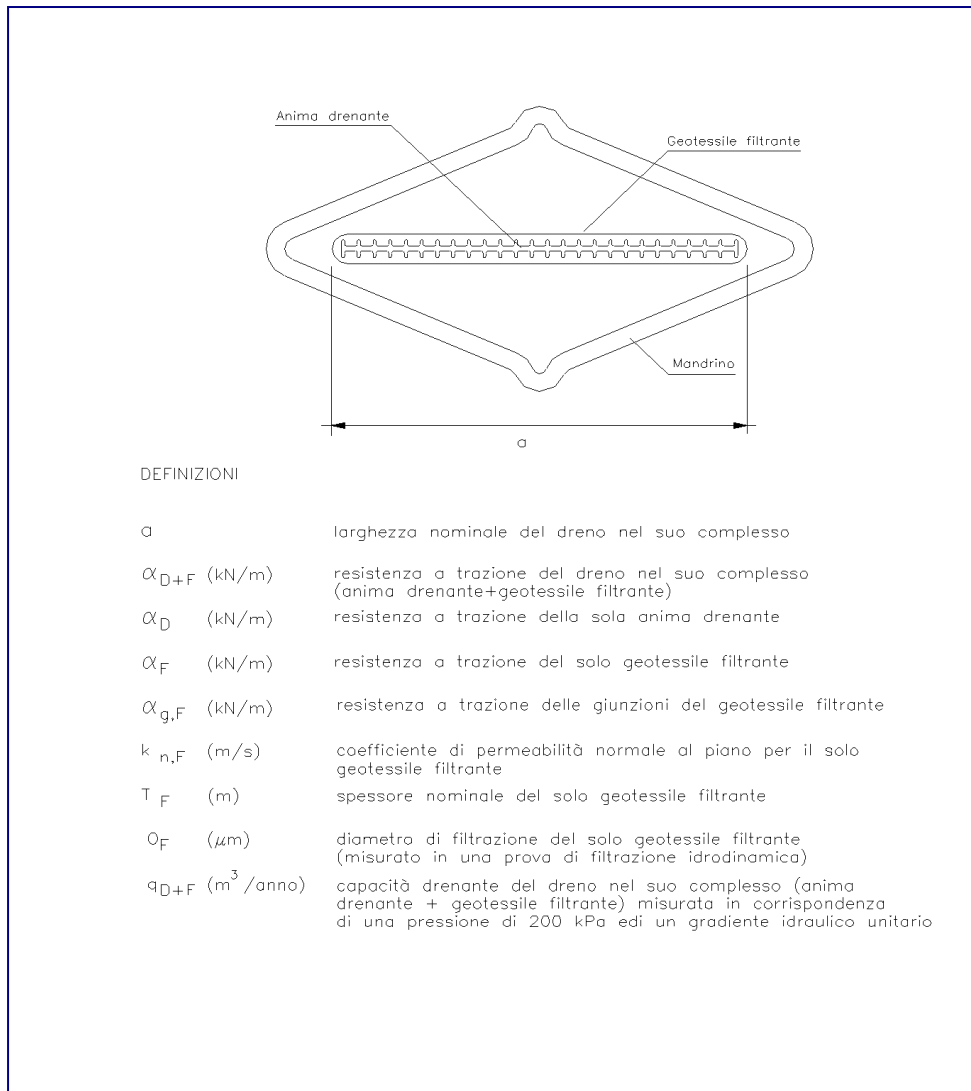 Anima drenante
Geotessile filtrante
Mandrino
a
DEFINIZIONI
a larghezza nominale del dreno nel suo complesso
α D+F (kN/m) resistenza a trazione del dreno nel suo complesso
(anima drenante+geotessile filtrante)
α D (kN/m) resistenza a trazione della sola anima drenante
α F (kN/m) resistenza a trazione del solo geotessile filtrante
α g,F (kN/m) resistenza a trazione delle giunzioni del geotessile filtrante
k n,F (m/s) coefficiente di permeabilità normale al piano per il solo
geotessile filtrante
T F (m) spessore nominale del solo geotessile filtrante
O F (μm) diametro di filtrazione del solo geotessile filtrante
(misurato in una prova di filtrazione idrodinamica)
q D+F (m³/anno) capacità drenante del dreno nel suo complesso (anima
drenante + geotessile filtrante) misurata in corrispondenza
di una pressione di 200 kPa edi un gradiente idraulico unitario